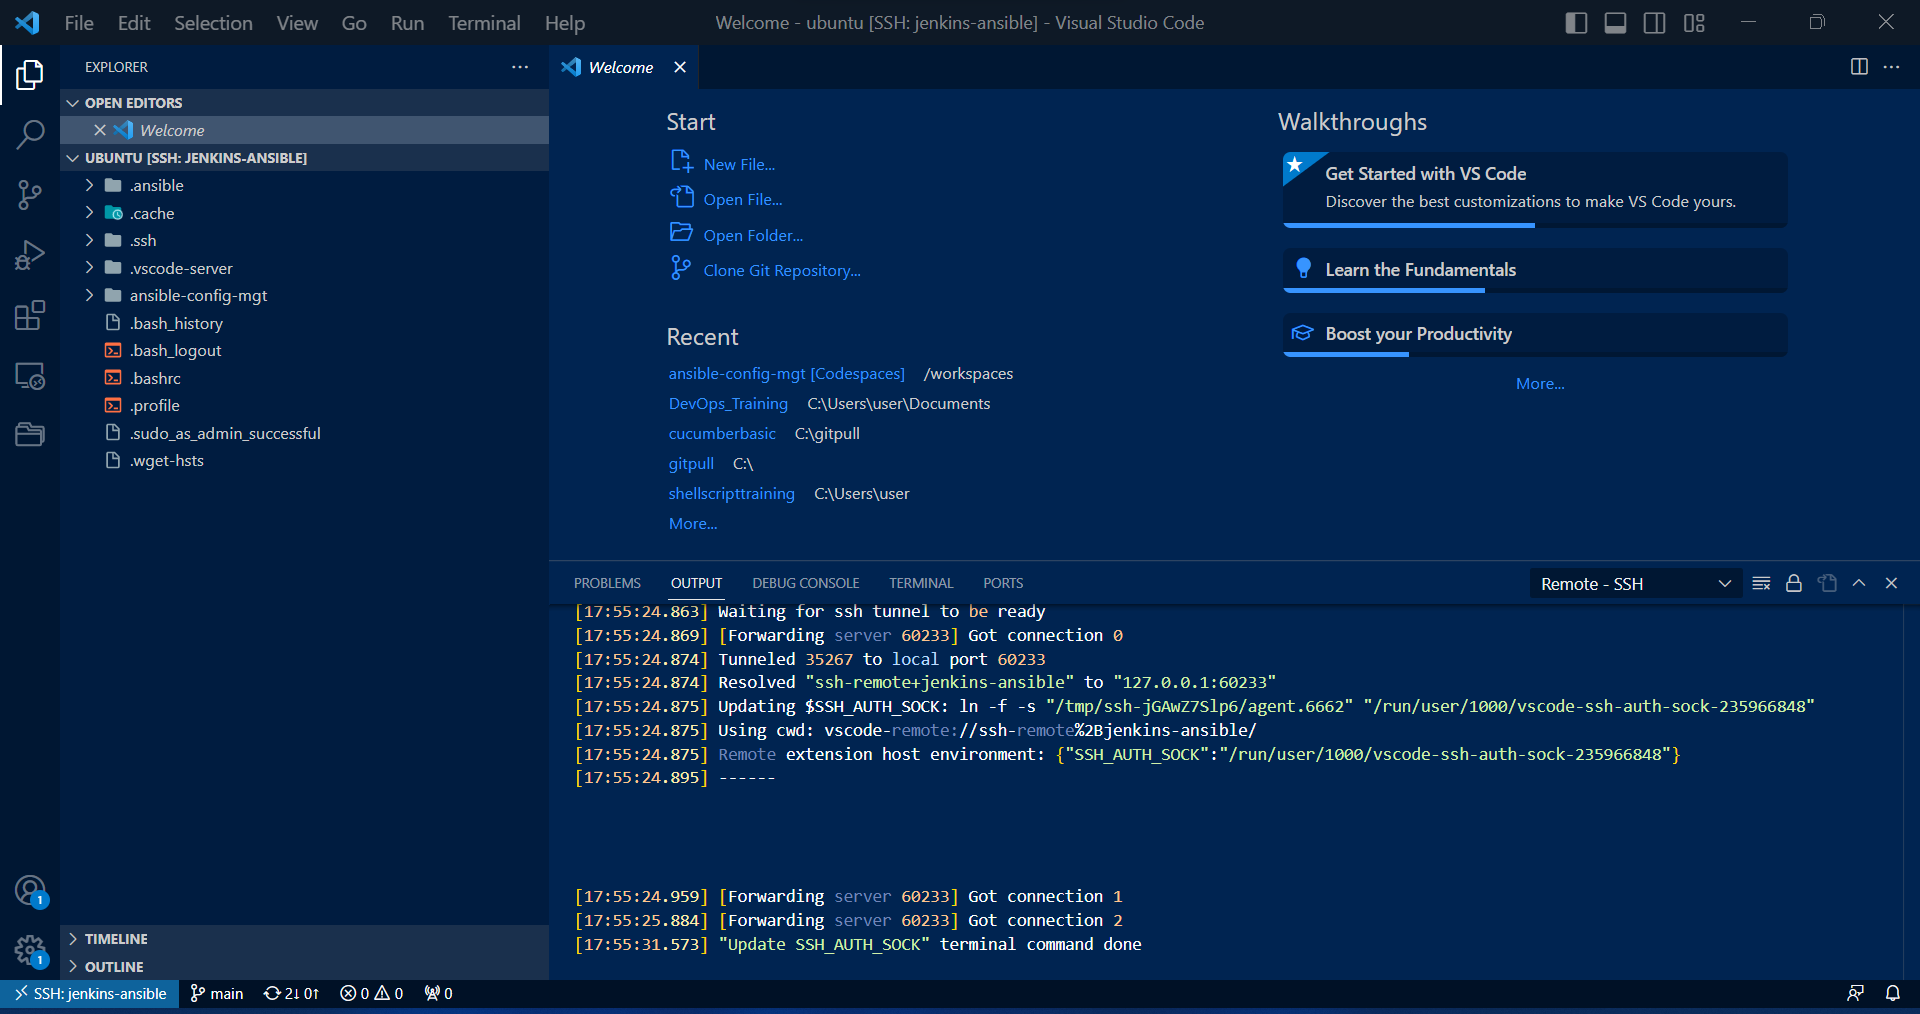 File Edit Selection View Go Run Terminal Help
Welcome - ubuntu [SSH: jenkins-ansible] - Visual Studio Code
EXPLORER
OPEN EDITORS
Welcome
UBUNTU [SSH: JENKINS-ANSIBLE]
.ansible
.cache
.ssh
.vscode-server
ansible-config-mgt
.bash_history
.bash_logout
.bashrc
.profile
.sudo_as_admin_successful
.wget-hsts
TIMELINE
OUTLINE
Welcome
Start
New File...
Open File...
Open Folder...
Clone Git Repository...
Recent
ansible-config-mgt [Codespaces] /workspaces
DevOps_Training C:\Users\user\Documents
cucumberbasic C:\gitpull
gitpull C:\
shellscripttraining C:\Users\user
More...
Walkthroughs
Get Started with VS Code
Discover the best customizations to make VS Code yours.
Learn the Fundamentals
Boost your Productivity
More...
PROBLEMS OUTPUT DEBUG CONSOLE TERMINAL PORTS
Remote - SSH
[17:55:24.863] Waiting for ssh tunnel to be ready
[17:55:24.869] [Forwarding server 60233] Got connection 0
[17:55:24.874] Tunneled 35267 to local port 60233
[17:55:24.874] Resolved "ssh-remote+jenkins-ansible" to "127.0.0.1:60233"
[17:55:24.875] Updating $SSH_AUTH_SOCK: ln -f -s "/tmp/ssh-jGAwZ7Slp6/agent.6662" "/run/user/1000/vscode-ssh-auth-sock-235966848"
[17:55:24.875] Using cwd: vscode-remote://ssh-remote%2Bjenkins-ansible/
[17:55:24.875] Remote extension host environment: {"SSH_AUTH_SOCK":"/run/user/1000/vscode-ssh-auth-sock-235966848"}
[17:55:24.895] ------
[17:55:24.959] [Forwarding server 60233] Got connection 1
[17:55:25.884] [Forwarding server 60233] Got connection 2
[17:55:31.573] "Update SSH_AUTH_SOCK" terminal command done
1
1
SSH: jenkins-ansible main 2↓ 0↑ 0 0 0